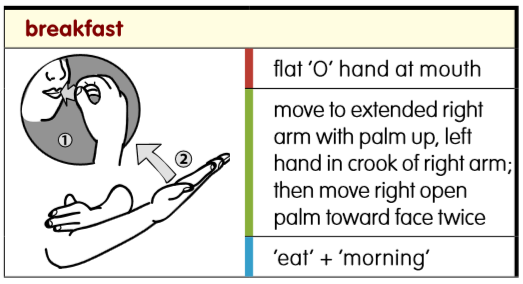 breakfast
flat ‘O’ hand at mouth
①
②
move to extended right
arm with palm up, left
hand in crook of right arm;
then move right open
palm toward face twice
‘eat’ + ‘morning’